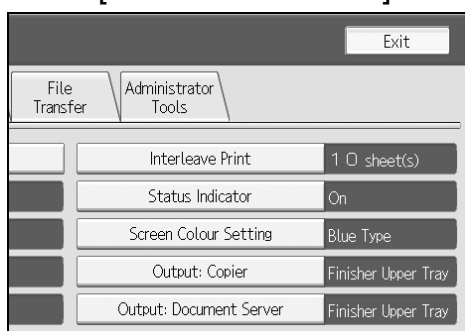 Exit
File Transfer
Administrator Tools
Interleave Print 10 sheet(s)
Status Indicator On
Screen Colour Setting Blue Type
Output: Copier Finisher Upper Tray
Output: Document Server Finisher Upper Tray